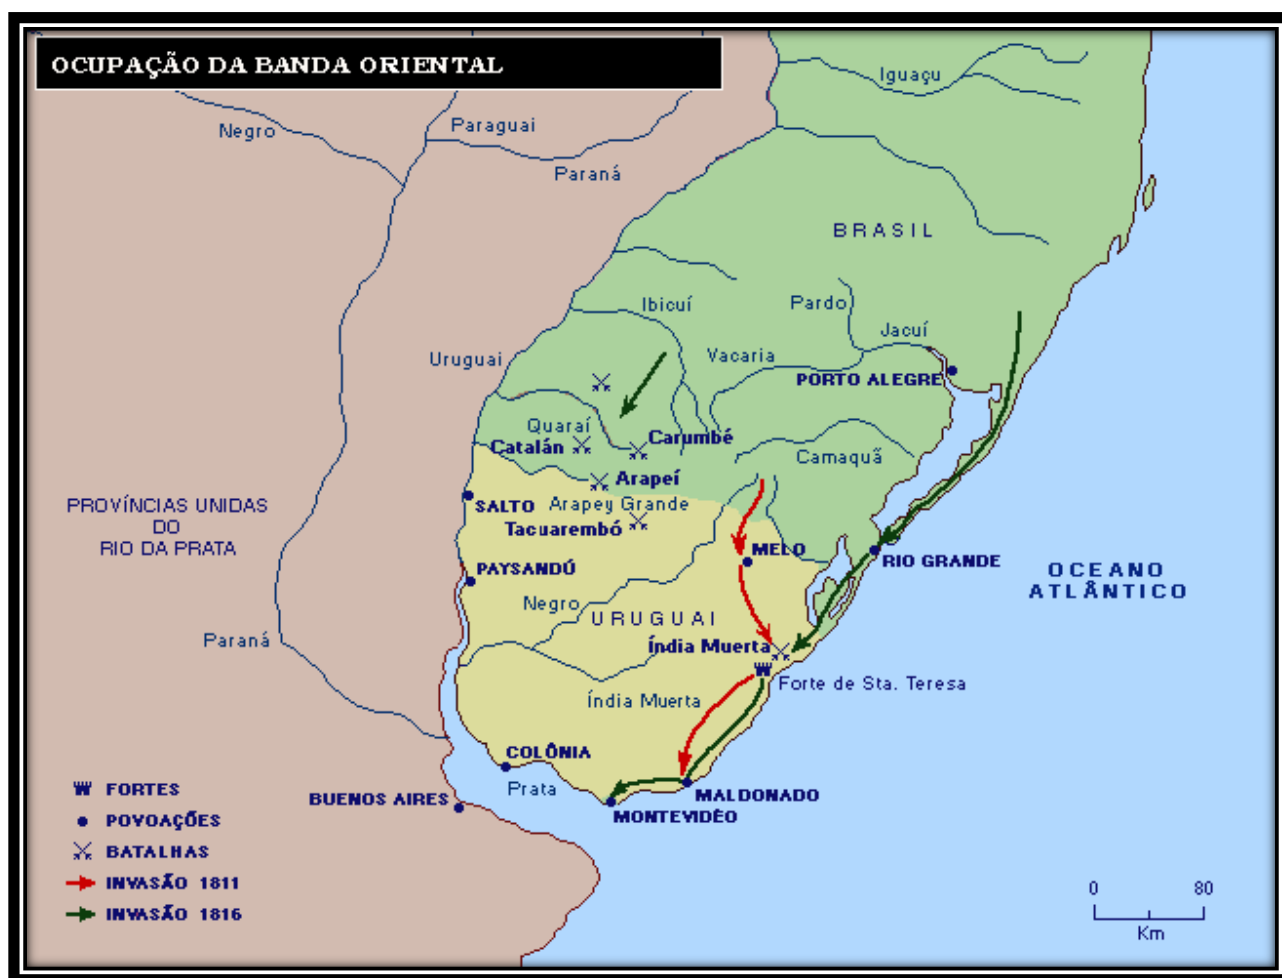 OCUPAÇÃO DA BANDA ORIENTAL
Iguaçu
Negro
Paraguai
Paraná
BRASIL
Ibicuí
Pardo
Jacuí
Uruguai
Vacaria
PORTO ALEGRE
Quaraí
Catalán
Carumbé
Camaquã
Arapeí
SALTO
Arapey Grande
PROVÍNCIAS UNIDAS
DO
RIO DA PRATA
Tacuarembó
MELO
RIO GRANDE
PAYSANDÚ
OCEANO
ATLÂNTICO
Negro
URUGUAI
Paraná
Índia Muerta
Forte de Sta. Teresa
Índia Muerta
COLÔNIA
Prata
BUENOS AIRES
MALDONADO
MONTEVIDÉO
FORTES
POVOAÇÕES
BATALHAS
INVASÃO 1811
INVASÃO 1816
0 80
Km